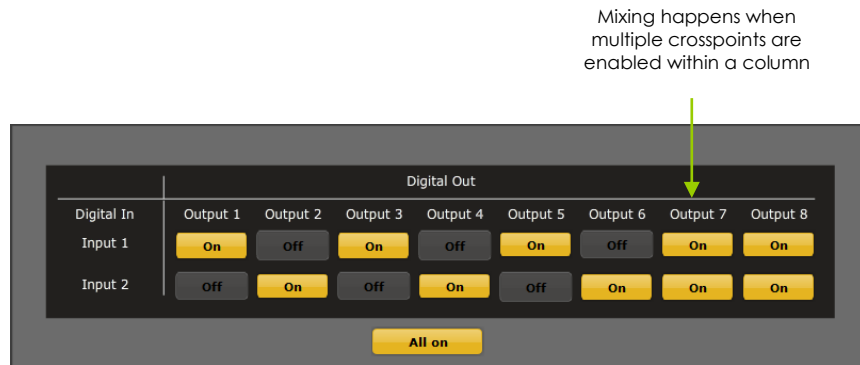 Mixing happens when
multiple crosspoints are
enabled within a column
Digital Out
Digital In Output 1 Output 2 Output 3 Output 4 Output 5 Output 6 Output 7 Output 8
Input 1 On Off On Off On Off On On
Input 2 Off On Off On Off On On On
All on